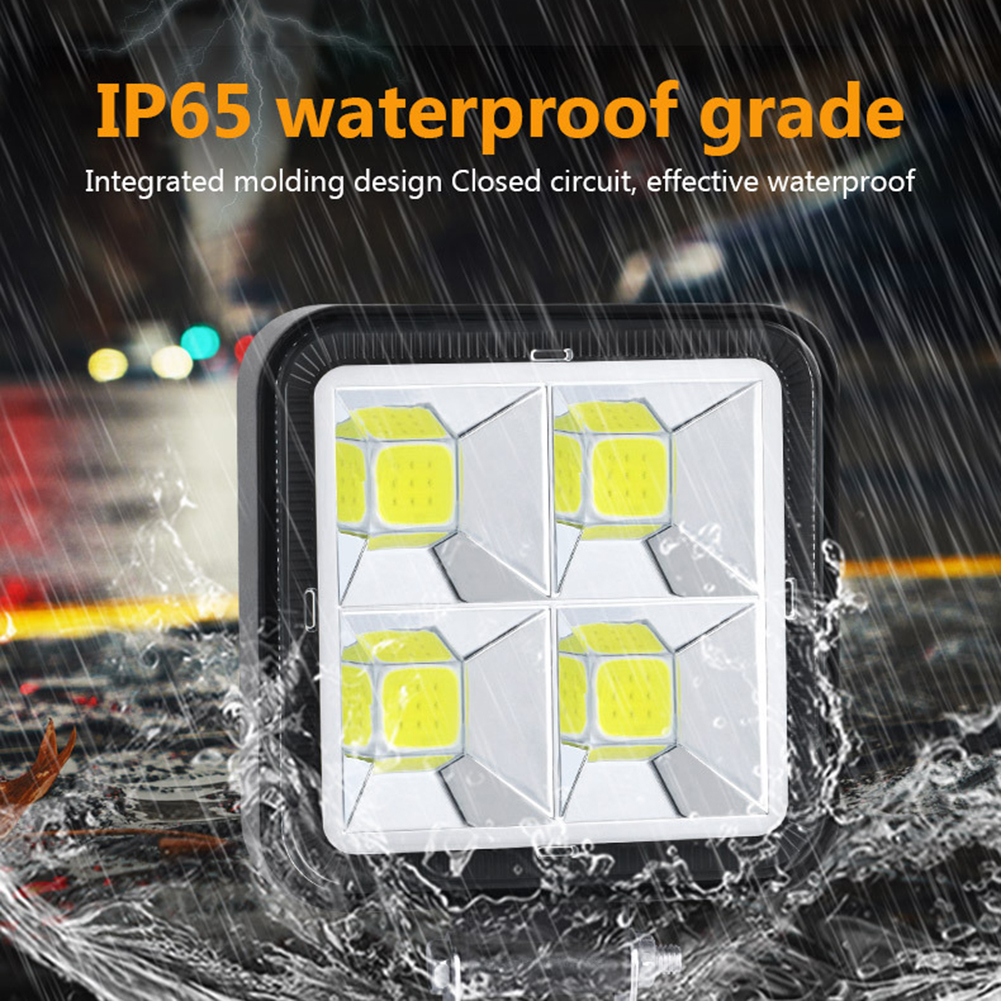 IP65 waterproof grade
Integrated molding design Closed circuit, effective waterproof